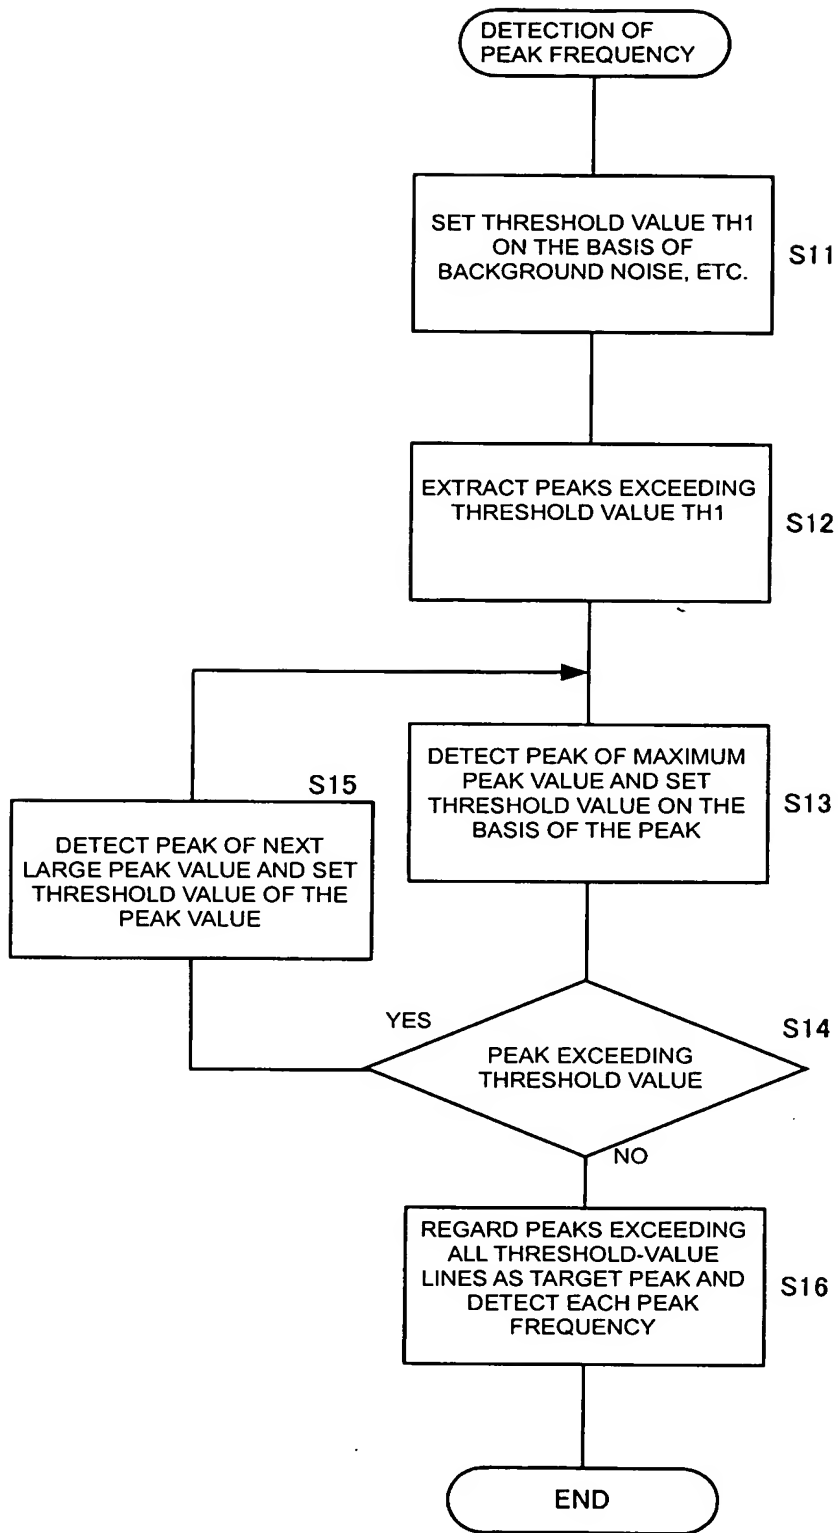 DETECTION OF
PEAK FREQUENCY
SET THRESHOLD VALUE TH1
ON THE BASIS OF
BACKGROUND NOISE, ETC.
S11
EXTRACT PEAKS EXCEEDING
THRESHOLD VALUE TH1
S12
DETECT PEAK OF MAXIMUM
PEAK VALUE AND SET
THRESHOLD VALUE ON THE
BASIS OF THE PEAK
S13
S15
DETECT PEAK OF NEXT
LARGE PEAK VALUE AND SET
THRESHOLD VALUE OF THE
PEAK VALUE
YES
S14
PEAK EXCEEDING
THRESHOLD VALUE
NO
REGARD PEAKS EXCEEDING
ALL THRESHOLD-VALUE
LINES AS TARGET PEAK AND
DETECT EACH PEAK
FREQUENCY
S16
END